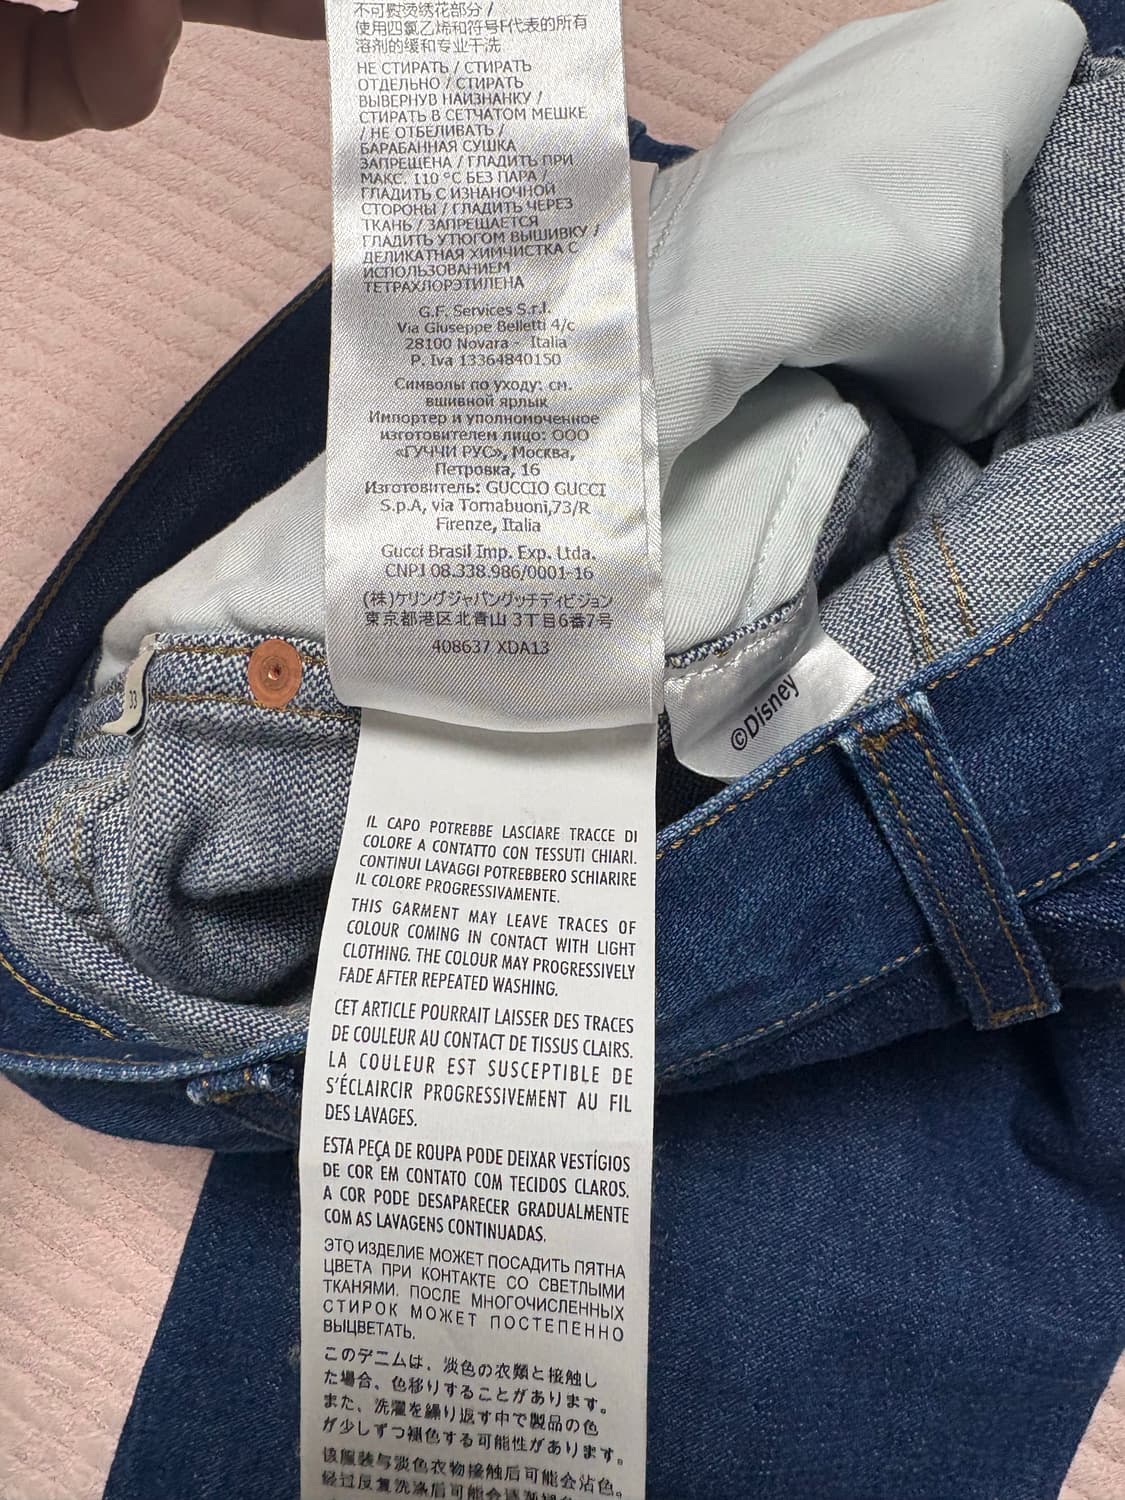 不可熨烫绣花部分 /
使用四氯乙烯和符号F代表的所有
溶剂的缓和专业干洗
НЕ СТИРАТЬ / СТИРАТЬ
ОТДЕЛЬНО / СТИРАТЬ
ВЫВЕРНУВ НАИЗНАНКУ /
СТИРАТЬ В СЕТЧАТОМ МЕШКЕ
/ НЕ ОТБЕЛИВАТЬ /
БАРАБАННАЯ СУШКА
ЗАПРЕЩЕНА / ГЛАДИТЬ ПРИ
МАКС. 110 °C БЕЗ ПАРА /
ГЛАДИТЬ С ИЗНАНОЧНОЙ
СТОРОНЫ / ГЛАДИТЬ ЧЕРЕЗ
ТКАНЬ / ЗАПРЕЩАЕТСЯ
ГЛАДИТЬ УТЮГОМ ВЫШИВКУ /
ДЕЛИКАТНАЯ ХИМЧИСТКА С
ИСПОЛЬЗОВАНИЕМ
ТЕТРАХЛОРЭТИЛЕНА
G.F. Services S.r.l.
Via Giuseppe Belletti 4/c
28100 Novara - Italia
P. Iva 13364840150
Символы по уходу: см.
вшивной ярлык
Импортер и уполномоченное
изготовителем лицо: ООО
«ГУЧЧИ РУС», Москва,
Петровка, 16
Изготовитель: GUCCIO GUCCI
S.p.A, via Tornabuoni,73/R
Firenze, Italia
Gucci Brasil Imp. Exp. Ltda.
CNPJ 08.338.986/0001-16
(株)ケリングジャパングッチディビジョン
東京都港区北青山 3丁目6番7号
408637 XDA13
33
©Disney
IL CAPO POTREBBE LASCIARE TRACCE DI
COLORE A CONTATTO CON TESSUTI CHIARI.
CONTINUI LAVAGGI POTREBBERO SCHIARIRE
IL COLORE PROGRESSIVAMENTE.
THIS GARMENT MAY LEAVE TRACES OF
COLOUR COMING IN CONTACT WITH LIGHT
CLOTHING. THE COLOUR MAY PROGRESSIVELY
FADE AFTER REPEATED WASHING.
CET ARTICLE POURRAIT LAISSER DES TRACES
DE COULEUR AU CONTACT DE TISSUS CLAIRS.
LA COULEUR EST SUSCEPTIBLE DE
S'ÉCLAIRCIR PROGRESSIVEMENT AU FIL
DES LAVAGES.
ESTA PEÇA DE ROUPA PODE DEIXAR VESTÍGIOS
DE COR EM CONTATO COM TECIDOS CLAROS.
A COR PODE DESAPARECER GRADUALMENTE
COM AS LAVAGENS CONTINUADAS.
ЭТО ИЗДЕЛИЕ МОЖЕТ ПОСАДИТЬ ПЯТНА
ЦВЕТА ПРИ КОНТАКТЕ СО СВЕТЛЫМИ
ТКАНЯМИ. ПОСЛЕ МНОГОЧИСЛЕННЫХ
СТИРОК МОЖЕТ ПОСТЕПЕННО
ВЫЦВЕТАТЬ.
このデニムは、淡色の衣類と接触し
た場合、色移りすることがあります。
また、洗濯を繰り返す中で製品の色
が少しずつ褪色する可能性があります。
该服装与淡色衣物接触后可能会沾色。
经过反复洗涤后可能会逐渐褪色